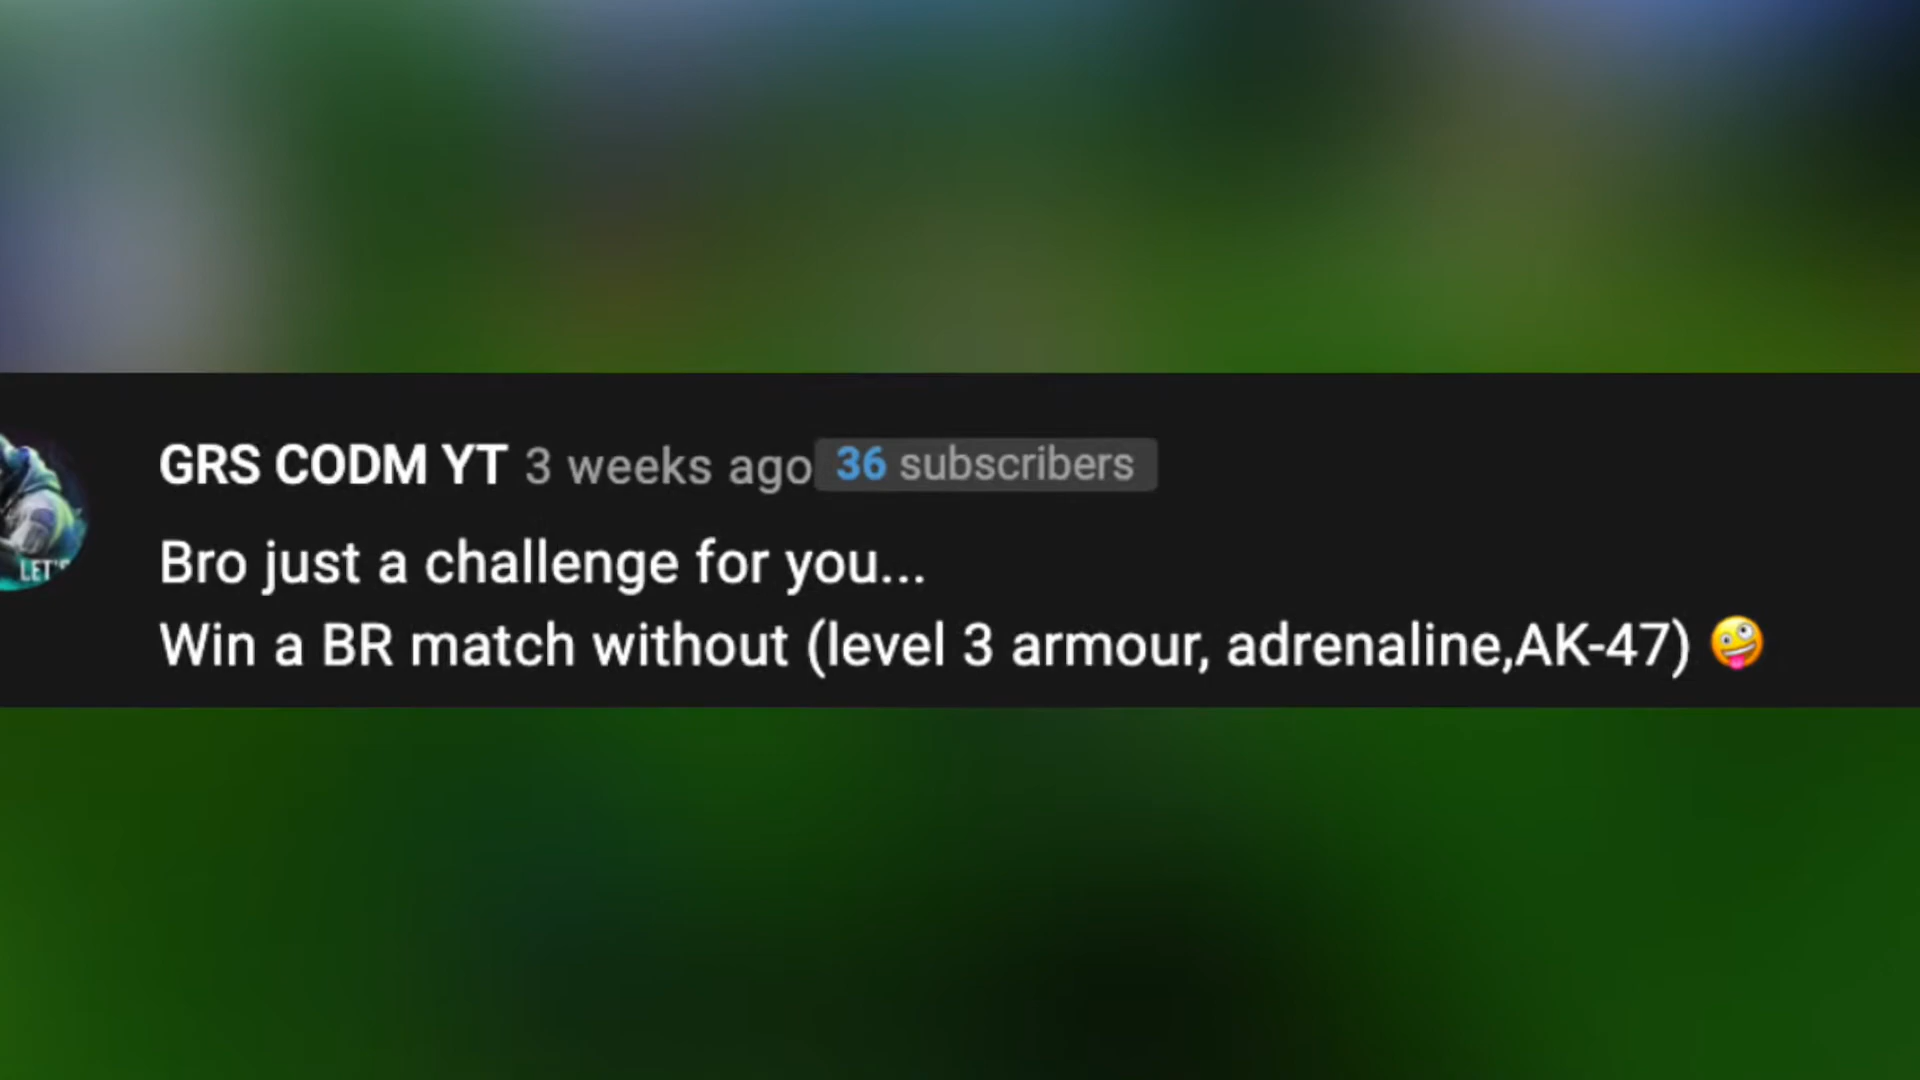 GRS CODM YT 3 weeks ago 36 subscribers
LET'S
Bro just a challenge for you...
Win a BR match without (level 3 armour, adrenaline,AK-47) 🤪